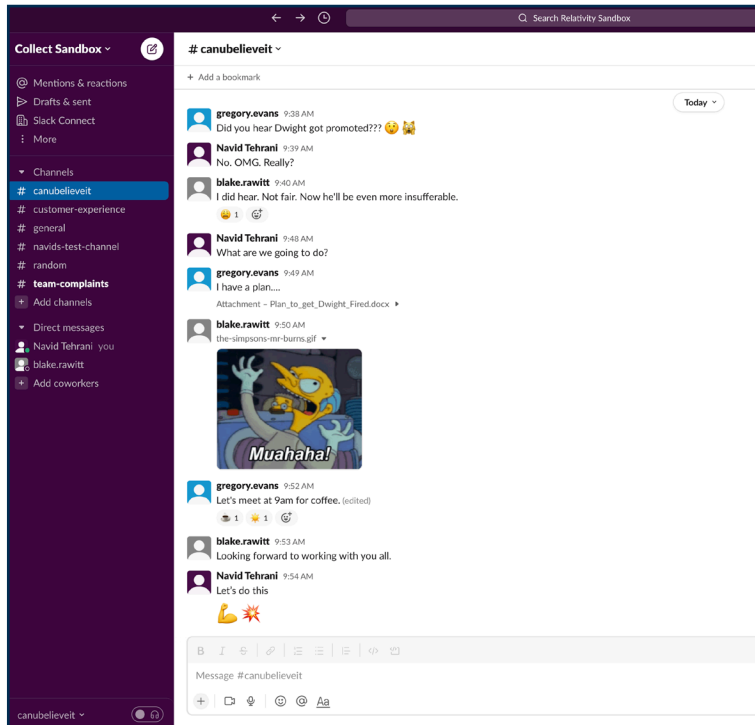 Search Relativity Sandbox
Collect Sandbox
Mentions & reactions
Drafts & sent
Slack Connect
More
Channels
# canubelieveit
# customer-experience
# general
# navids-test-channel
# random
# team-complaints
+ Add channels
Direct messages
Navid Tehrani you
blake.rawitt
+ Add coworkers
canubelieveit
# canubelieveit
+ Add a bookmark
Today
gregory.evans 9:38 AM
Did you hear Dwight got promoted??? 😲 🙀
Navid Tehrani 9:39 AM
No. OMG. Really?
blake.rawitt 9:40 AM
I did hear. Not fair. Now he'll be even more insufferable.
😩 1
Navid Tehrani 9:48 AM
What are we going to do?
gregory.evans 9:49 AM
I have a plan....
Attachment – Plan_to_get_Dwight_Fired.docx
blake.rawitt 9:50 AM
the-simpsons-mr-burns.gif
Muahaha!
gregory.evans 9:52 AM
Let's meet at 9am for coffee. (edited)
☕ 1 🌟 1
blake.rawitt 9:53 AM
Looking forward to working with you all.
Navid Tehrani 9:54 AM
Let's do this
💪 💥
B I S
Message #canubelieveit
+ @ Aa